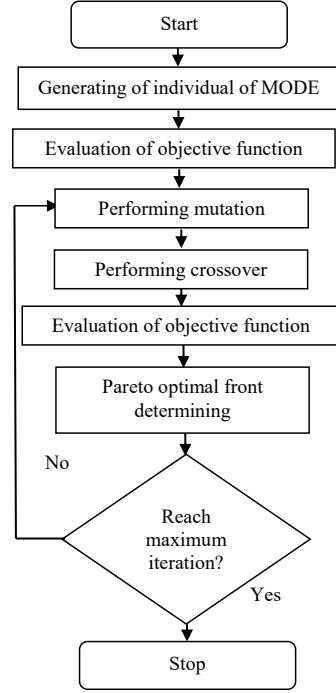 Start
Generating of individual of MODE
Evaluation of objective function
Performing mutation
Performing crossover
Evaluation of objective function
Pareto optimal front
determining
No
Reach
maximum
iteration?
Yes
Stop